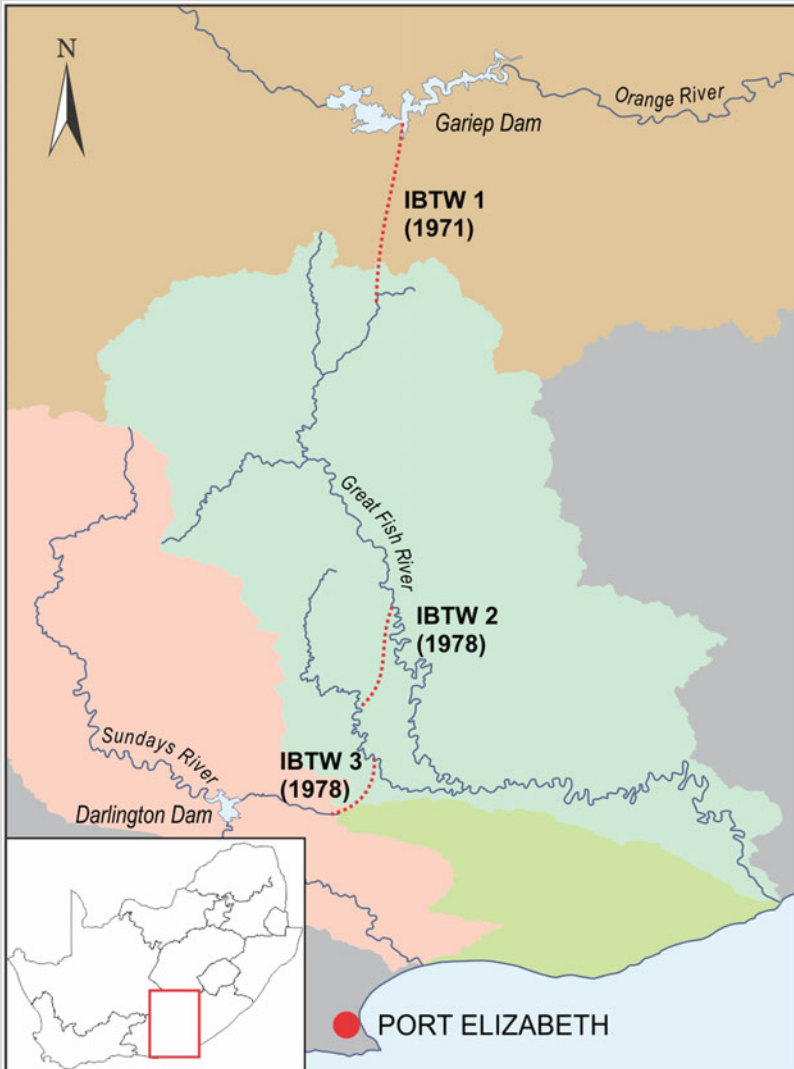 N
Orange River
Gariep Dam
IBTW 1
(1971)
Great Fish River
IBTW 2
(1978)
Sundays River
IBTW 3
(1978)
Darlington Dam
PORT ELIZABETH